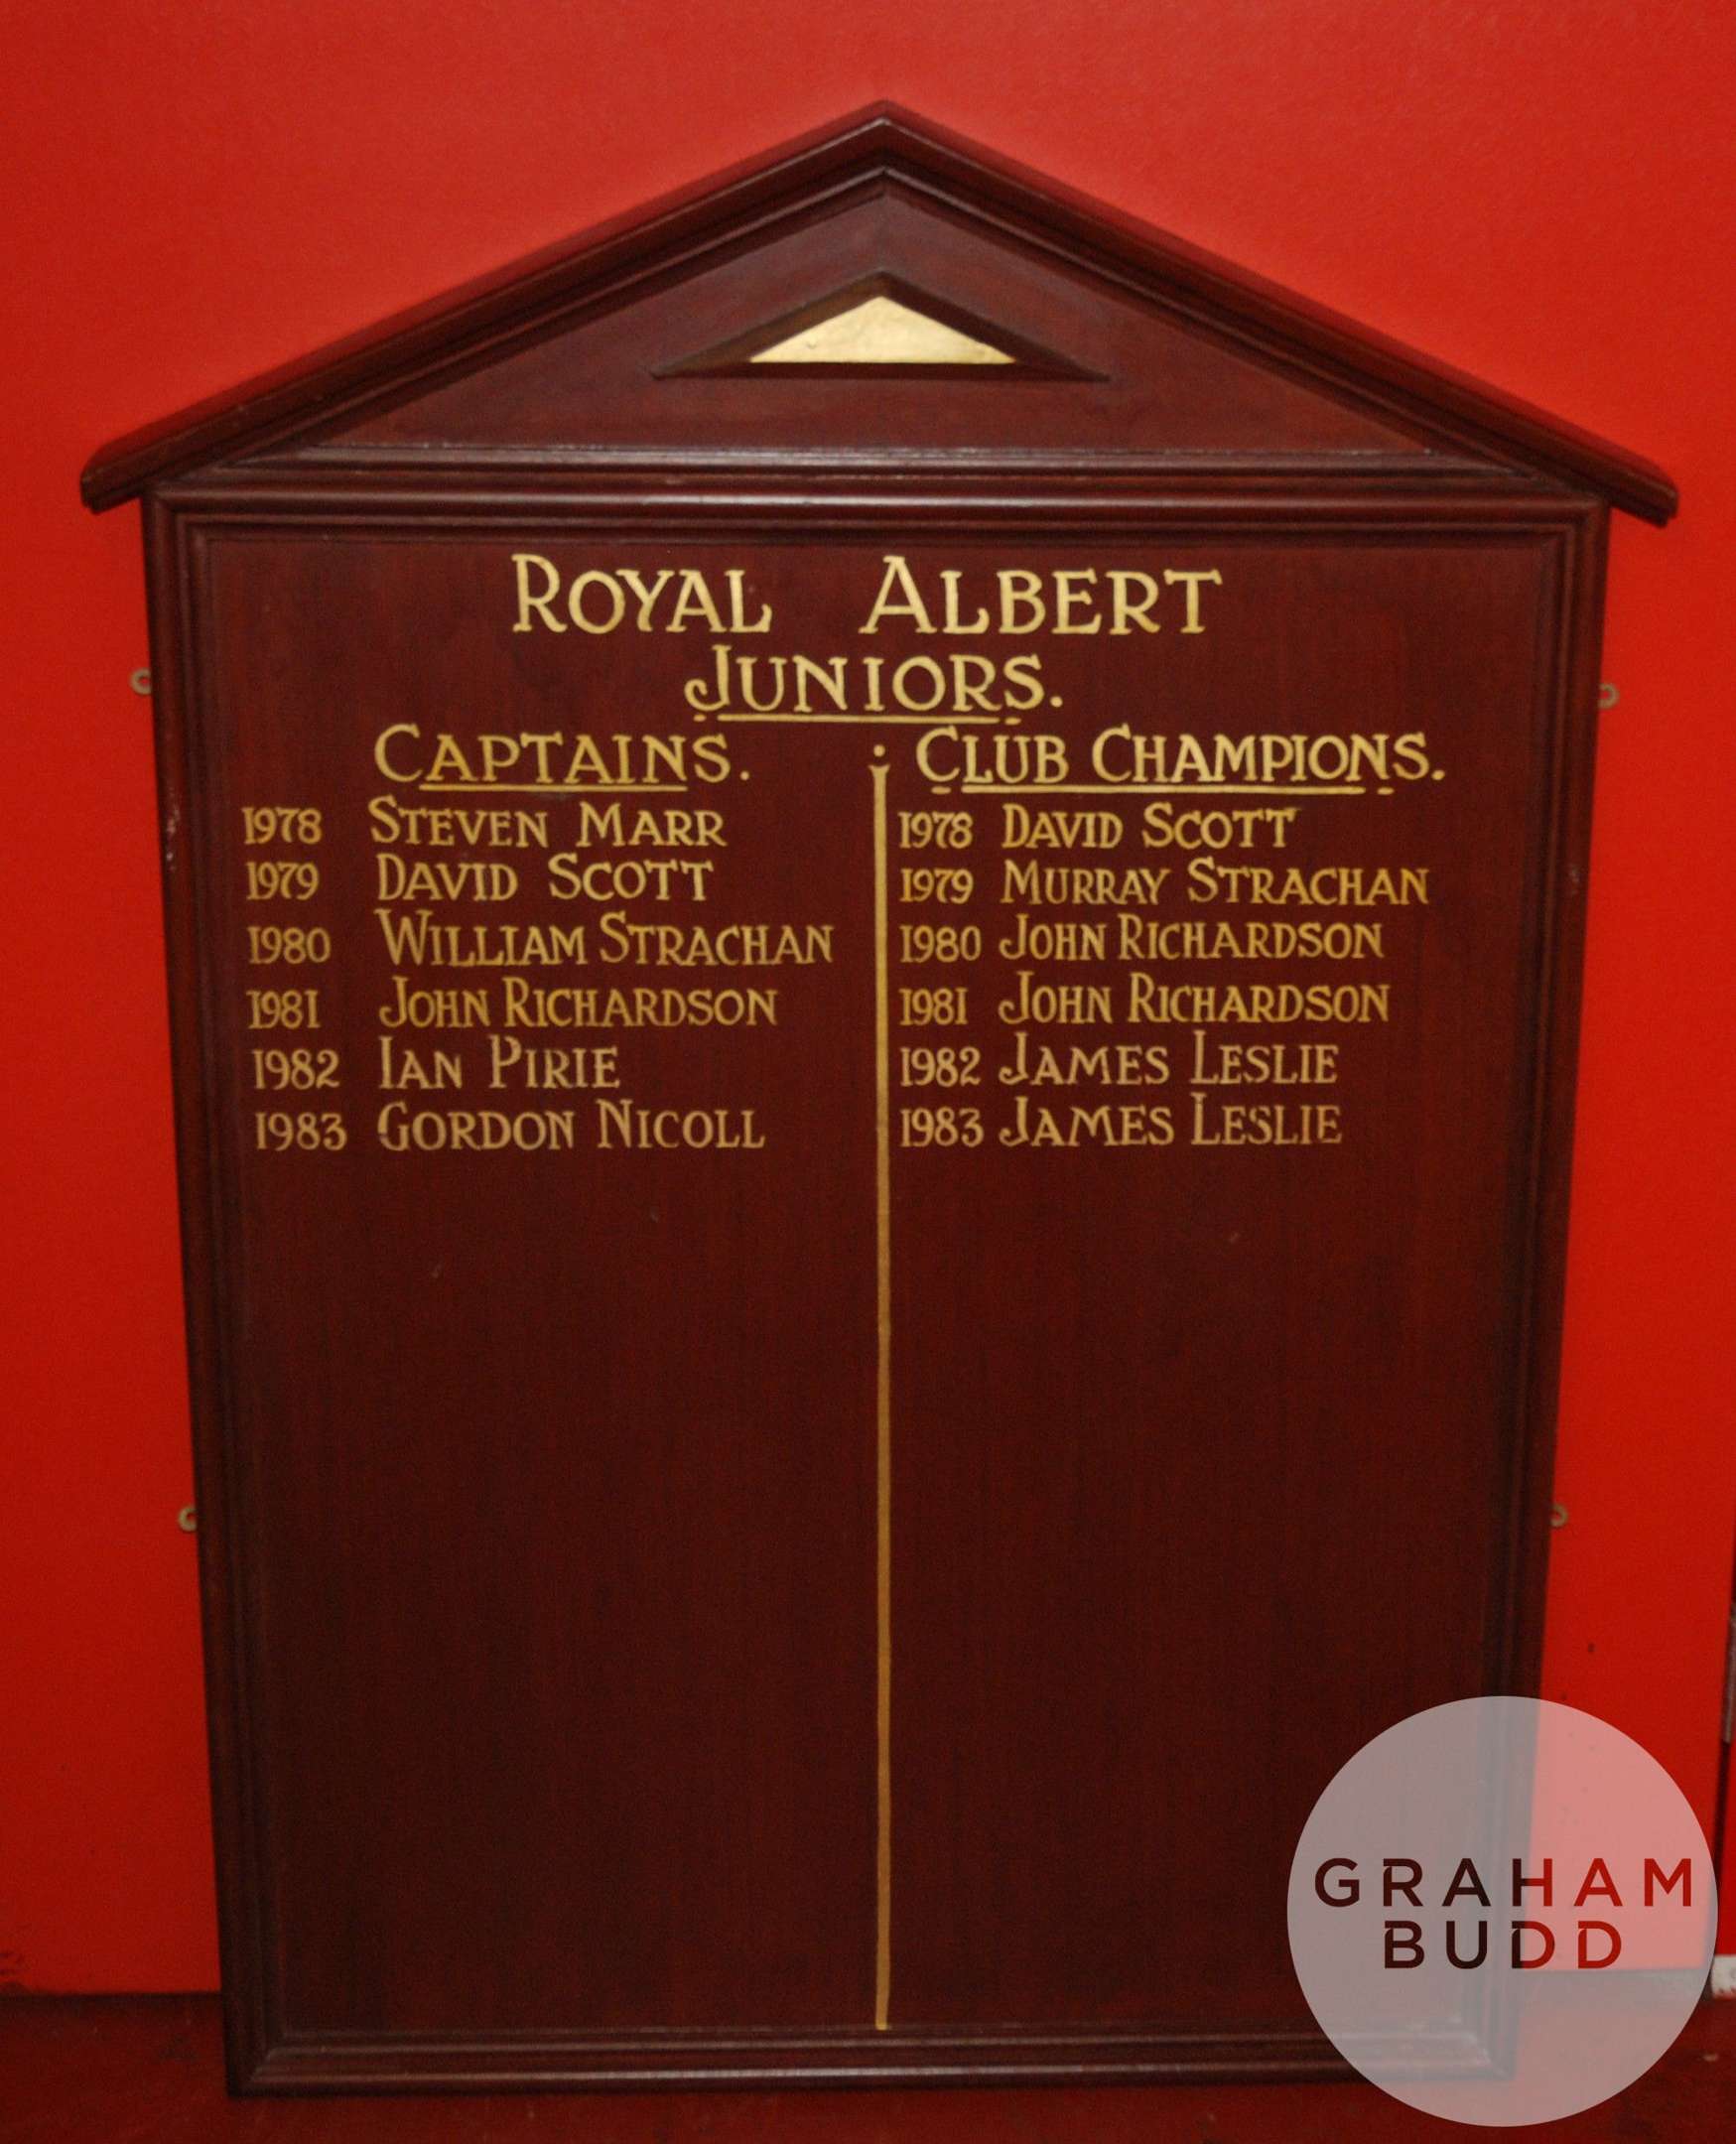 ROYAL ALBERT
JUNIORS.
CAPTAINS.
1978 STEVEN MARR
1979 DAVID SCOTT
1980 WILLIAM STRACHAN
1981 JOHN RICHARDSON
1982 IAN PIRIE
1983 GORDON NICOLL
CLUB CHAMPIONS.
1978 DAVID SCOTT
1979 MURRAY STRACHAN
1980 JOHN RICHARDSON
1981 JOHN RICHARDSON
1982 JAMES LESLIE
1983 JAMES LESLIE
GRAHAM
BUDD